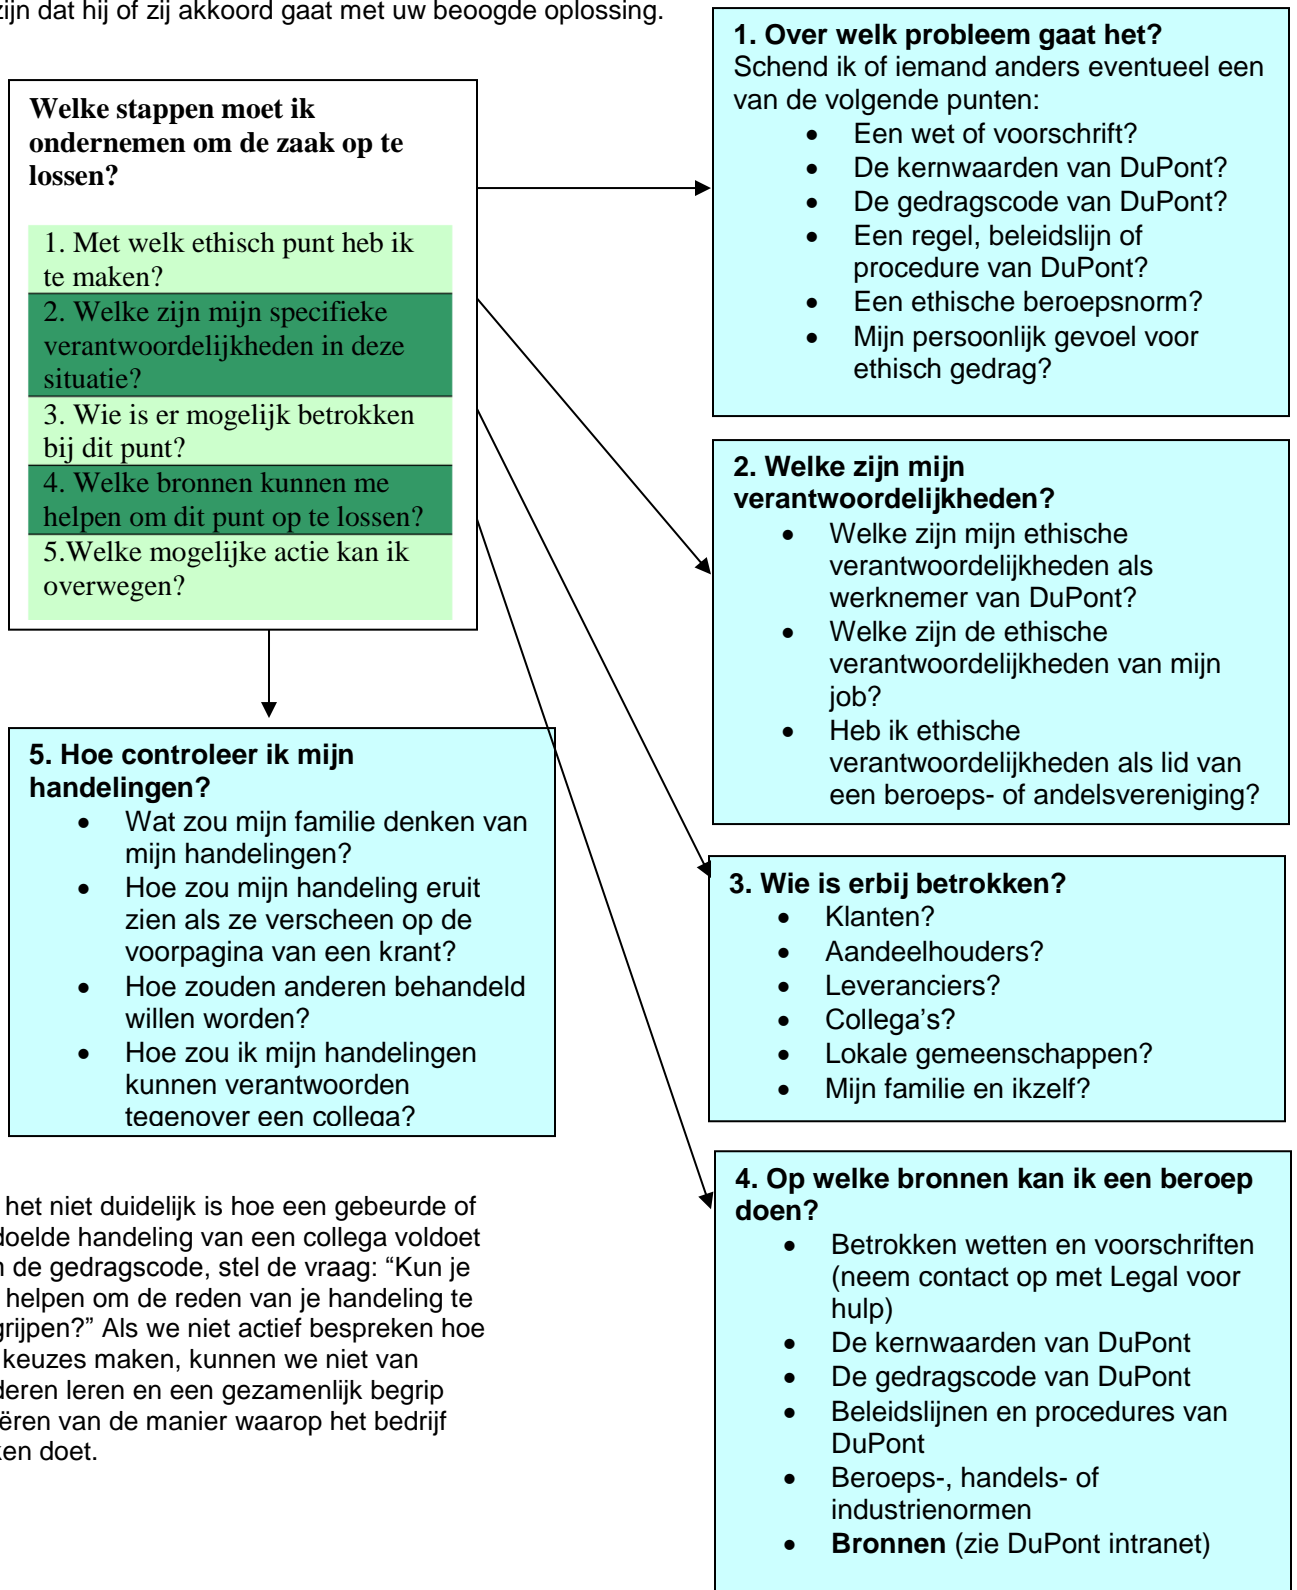 zijn dat hij of zij akkoord gaat met uw beoogde oplossing.
Welke stappen moet ik
ondernemen om de zaak op te
lossen?
1. Met welk ethisch punt heb ik
te maken?
2. Welke zijn mijn specifieke
verantwoordelijkheden in deze
situatie?
3. Wie is er mogelijk betrokken
bij dit punt?
4. Welke bronnen kunnen me
helpen om dit punt op te lossen?
5.Welke mogelijke actie kan ik
overwegen?
1. Over welk probleem gaat het?
Schend ik of iemand anders eventueel een
van de volgende punten:
• Een wet of voorschrift?
• De kernwaarden van DuPont?
• De gedragscode van DuPont?
• Een regel, beleidslijn of
procedure van DuPont?
• Een ethische beroepsnorm?
• Mijn persoonlijk gevoel voor
ethisch gedrag?
2. Welke zijn mijn
verantwoordelijkheden?
• Welke zijn mijn ethische
verantwoordelijkheden als
werknemer van DuPont?
• Welke zijn de ethische
verantwoordelijkheden van mijn
job?
• Heb ik ethische
verantwoordelijkheden als lid van
een beroeps- of andelsvereniging?
3. Wie is erbij betrokken?
• Klanten?
• Aandeelhouders?
• Leveranciers?
• Collega's?
• Lokale gemeenschappen?
• Mijn familie en ikzelf?
4. Op welke bronnen kan ik een beroep
doen?
• Betrokken wetten en voorschriften
(neem contact op met Legal voor
hulp)
• De kernwaarden van DuPont
• De gedragscode van DuPont
• Beleidslijnen en procedures van
DuPont
• Beroeps-, handels- of
industrienormen
• Bronnen (zie DuPont intranet)
5. Hoe controleer ik mijn
handelingen?
• Wat zou mijn familie denken van
mijn handelingen?
• Hoe zou mijn handeling eruit
zien als ze verscheen op de
voorpagina van een krant?
• Hoe zouden anderen behandeld
willen worden?
• Hoe zou ik mijn handelingen
kunnen verantwoorden
tegenover een collega?
het niet duidelijk is hoe een gebeurde of
doelde handeling van een collega voldoet
de gedragscode, stel de vraag: “Kun je
helpen om de reden van je handeling te
grijpen?” Als we niet actief bespreken hoe
keuzes maken, kunnen we niet van
deren leren en een gezamenlijk begrip
ëren van de manier waarop het bedrijf
ken doet.